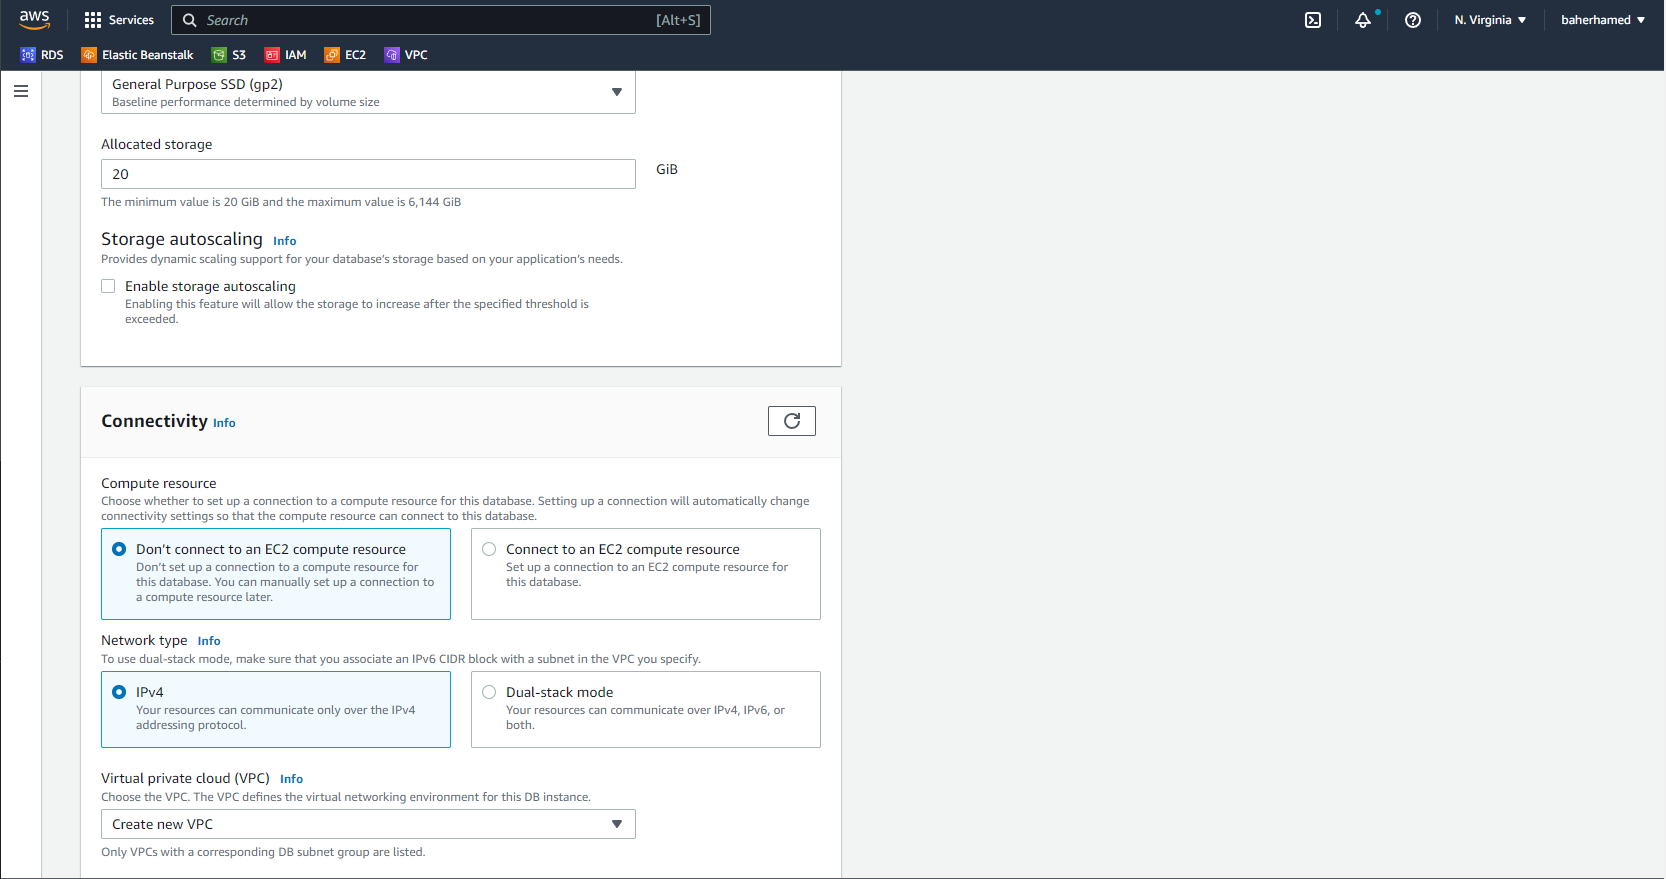 aws
Services
Search
[Alt+S]
N. Virginia
baherhamed
RDS
Elastic Beanstalk
S3
IAM
EC2
VPC
General Purpose SSD (gp2)
Baseline performance determined by volume size
Allocated storage
20
GiB
The minimum value is 20 GiB and the maximum value is 6,144 GiB
Storage autoscaling Info
Provides dynamic scaling support for your database's storage based on your application's needs.
Enable storage autoscaling
Enabling this feature will allow the storage to increase after the specified threshold is
exceeded.
Connectivity Info
Compute resource
Choose whether to set up a connection to a compute resource for this database. Setting up a connection will automatically change
connectivity settings so that the compute resource can connect to this database.
Don't connect to an EC2 compute resource
Don't set up a connection to a compute resource for
this database. You can manually set up a connection to
a compute resource later.
Connect to an EC2 compute resource
Set up a connection to an EC2 compute resource for
this database.
Network type Info
To use dual-stack mode, make sure that you associate an IPv6 CIDR block with a subnet in the VPC you specify.
IPv4
Your resources can communicate only over the IPv4
addressing protocol.
Dual-stack mode
Your resources can communicate over IPv4, IPv6, or
both.
Virtual private cloud (VPC) Info
Choose the VPC. The VPC defines the virtual networking environment for this DB instance.
Create new VPC
Only VPCs with a corresponding DB subnet group are listed.